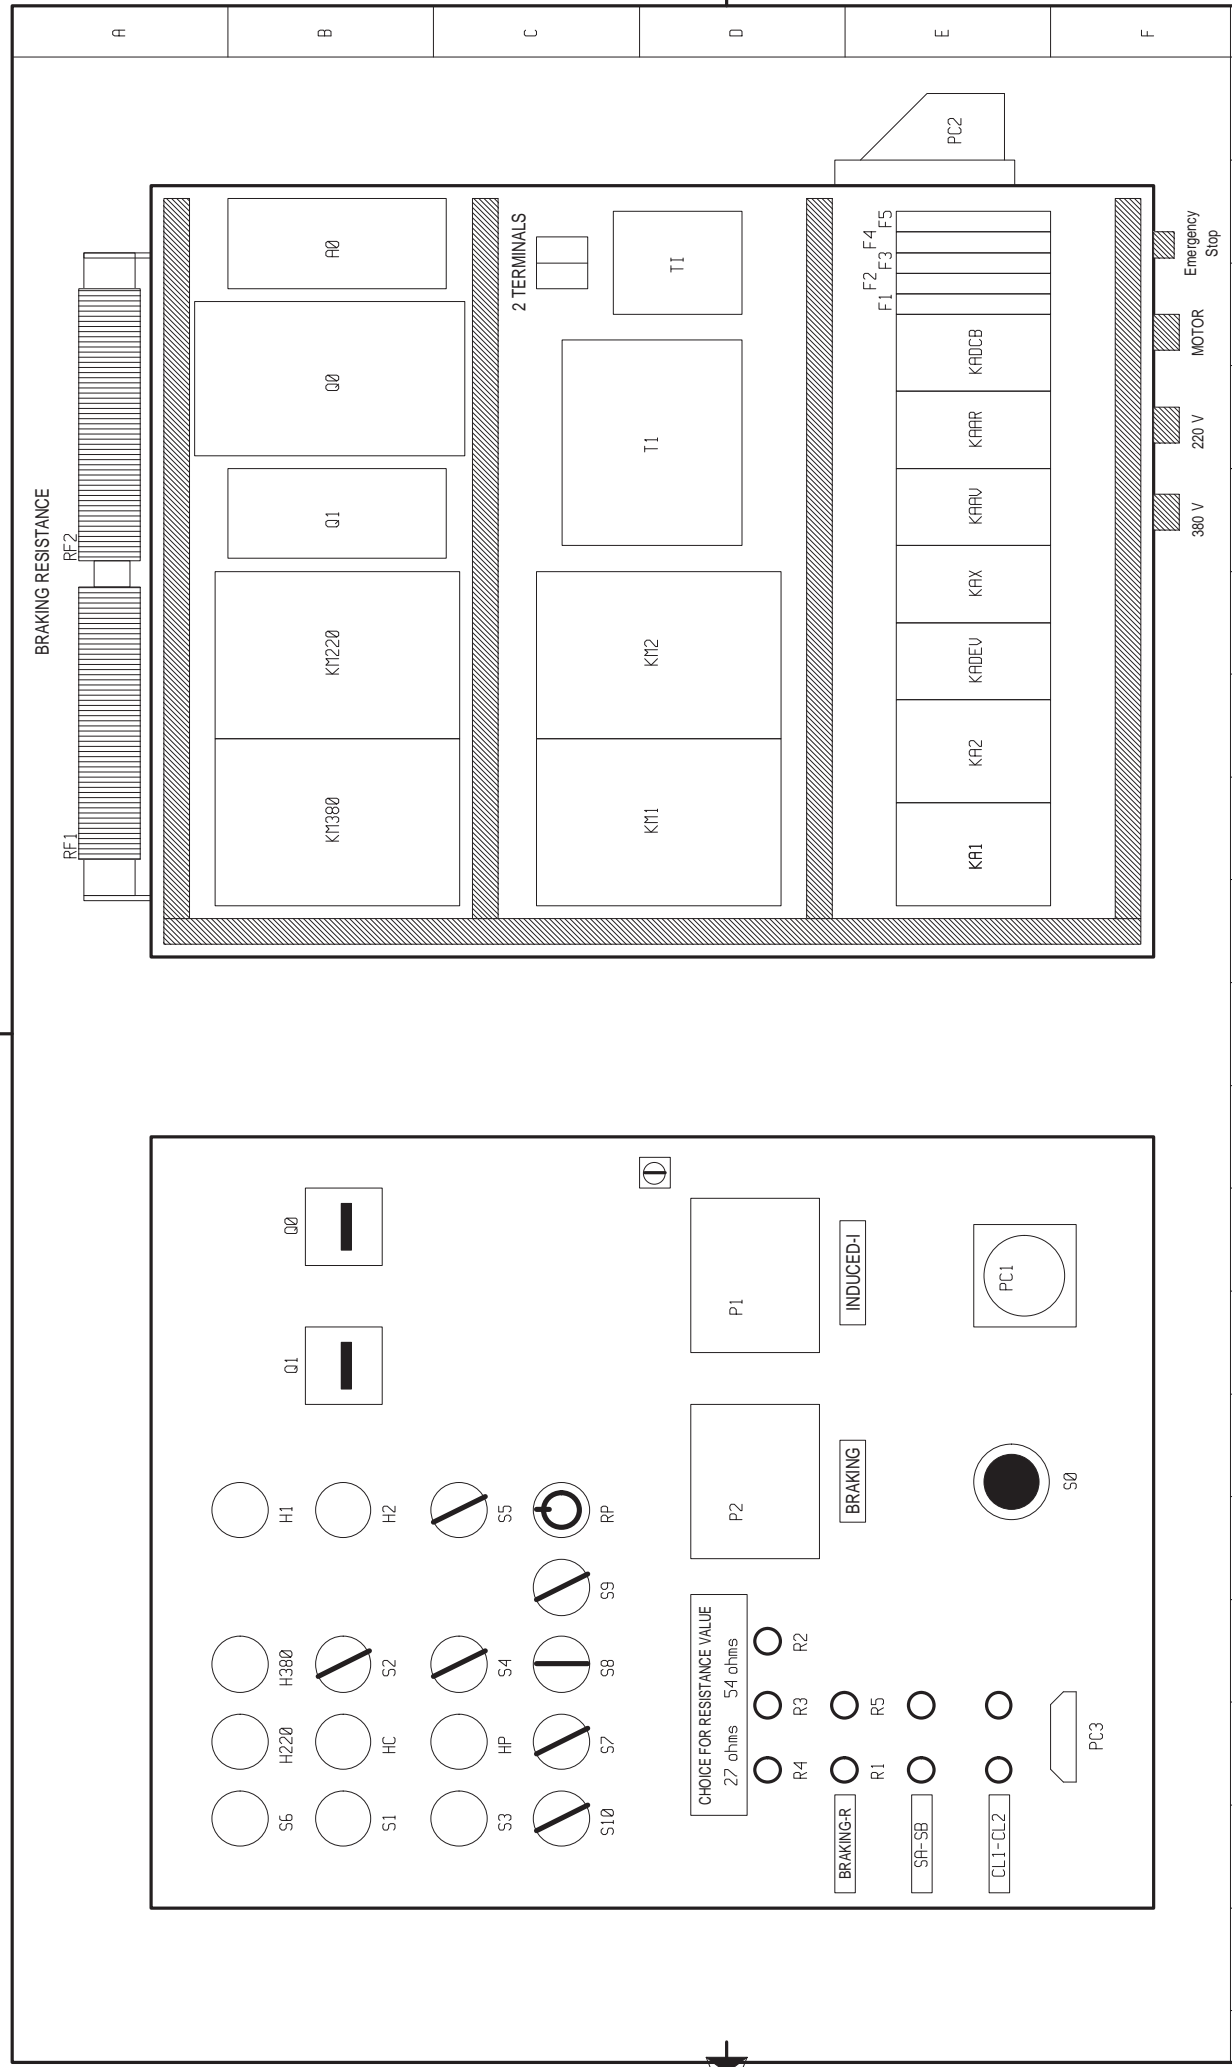 A
B
C
D
E
F
BRAKING RESISTANCE
RF1
RF2
KM380
KM220
Q1
Q0
A0
2 TERMINALS
KM1
KM2
T1
TI
F1
F2
F3
F4
F5
KA1
KA2
KADEV
KAX
KAAV
KAAR
KADCB
PC2
380 V
220 V
MOTOR
Emergency
Stop
S6
H220
H380
H1
Q1
Q0
S1
HC
S2
H2
S3
HP
S4
S5
S10
S7
S8
S9
RP
CHOICE FOR RESISTANCE VALUE
27 ohms 54 ohms
R4
R3
R2
P2
P1
BRAKING-R
R1
R5
BRAKING
INDUCED-I
SA-SB
CL1-CL2
PC3
S0
PC1